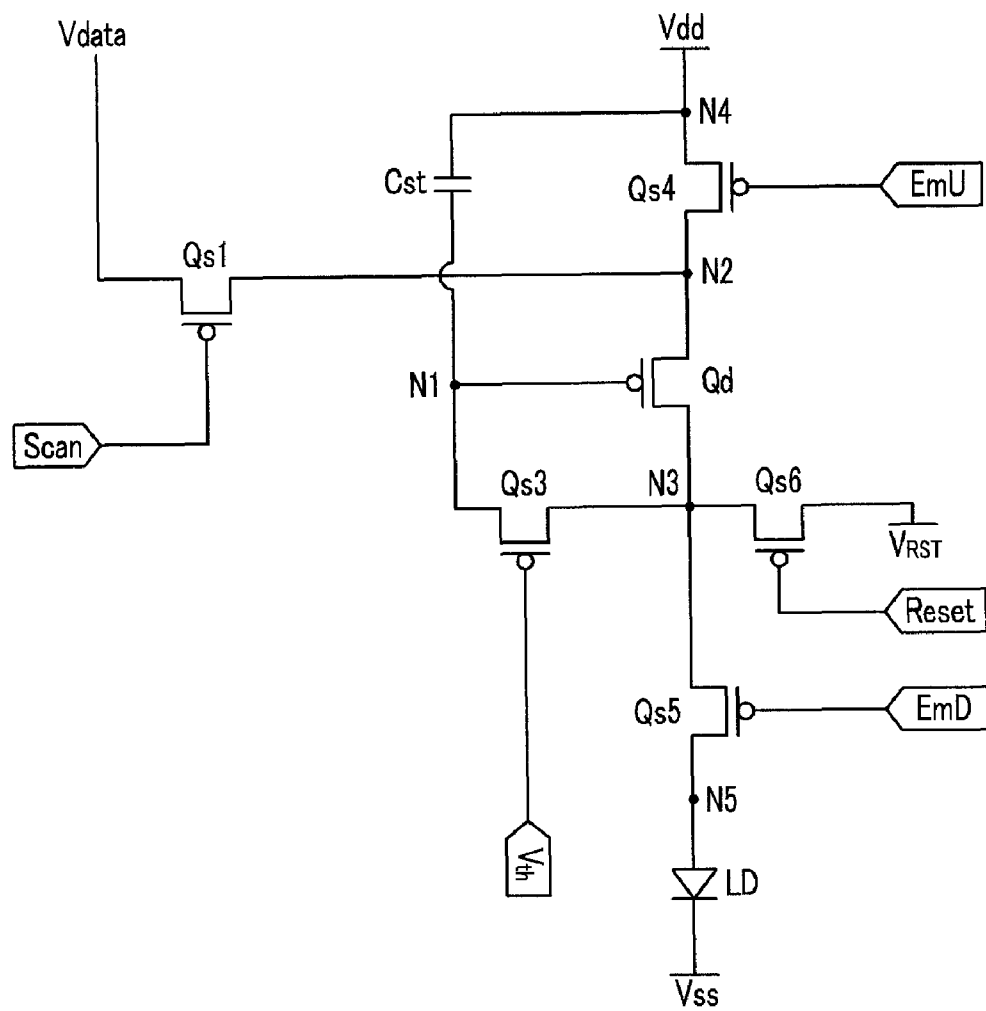 Vdata
Vdd
N4
Cst
Qs4
EmU
Qs1
N2
N1
Qd
Scan
Qs3
N3
Qs6
VRST
Reset
Qs5
EmD
N5
Vth
LD
Vss